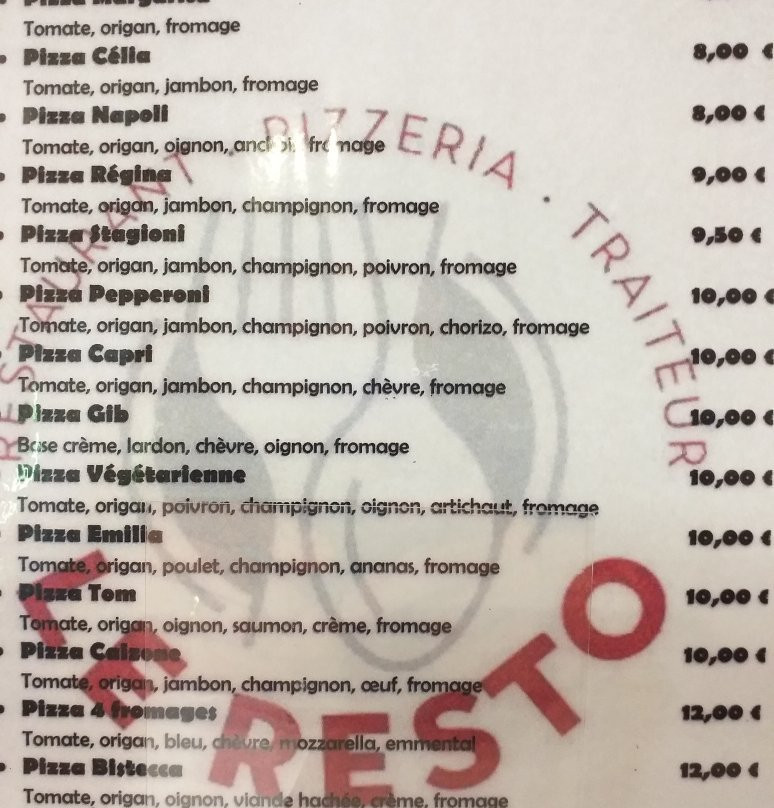 Pizza Margarita
Tomate, origan, fromage
Pizza Célia 8,00 €
Tomate, origan, jambon, fromage
Pizza Napoli 8,00 €
Tomate, origan, oignon, anchois, fromage
Pizza Régina 9,00 €
Tomate, origan, jambon, champignon, fromage
Pizza Stagioni 9,50 €
Tomate, origan, jambon, champignon, poivron, fromage
Pizza Pepperoni 10,00 €
Tomate, origan, jambon, champignon, poivron, chorizo, fromage
Pizza Capri 10,00 €
Tomate, origan, jambon, champignon, chèvre, fromage
Pizza Gib 10,00 €
Base crème, lardon, chèvre, oignon, fromage
Pizza Végétarienne 10,00 €
Tomate, origan, poivron, champignon, oignon, artichaut, fromage
Pizza Emilia 10,00 €
Tomate, origan, poulet, champignon, ananas, fromage
Pizza Tom 10,00 €
Tomate, origan, oignon, saumon, crème, fromage
Pizza Calzone 10,00 €
Tomate, origan, jambon, champignon, œuf, fromage
Pizza 4 fromages 12,00 €
Tomate, origan, bleu, chèvre, mozzarella, emmental
Pizza Bistecca 12,00 €
Tomate, origan, oignon, viande hachée, crème, fromage
RESTAURANT · PIZZERIA · TRAITEUR
LE RESTO